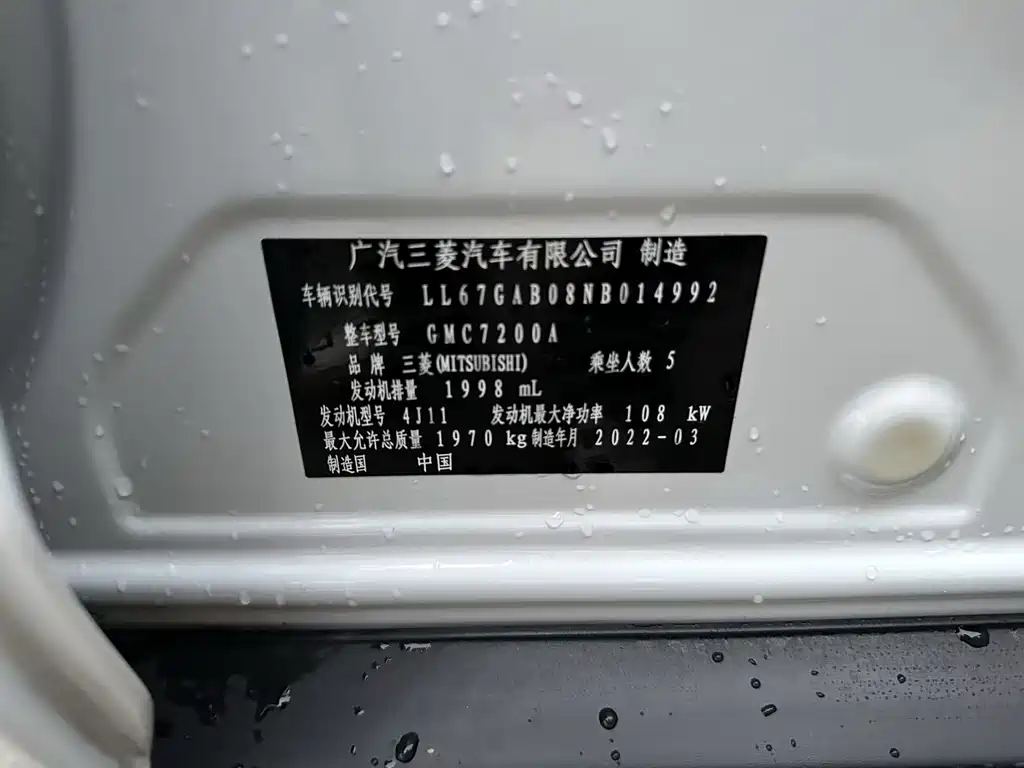 广汽三菱汽车有限公司 制造
车辆识别代号 LL67GAB08NB014992
整车型号 GMC7200A
品牌 三菱(MITSUBISHI) 乘坐人数 5
发动机排量 1998 mL
发动机型号 4J11 发动机最大净功率 108 kW
最大允许总质量 1970 kg 制造年月 2022-03
制造国 中国